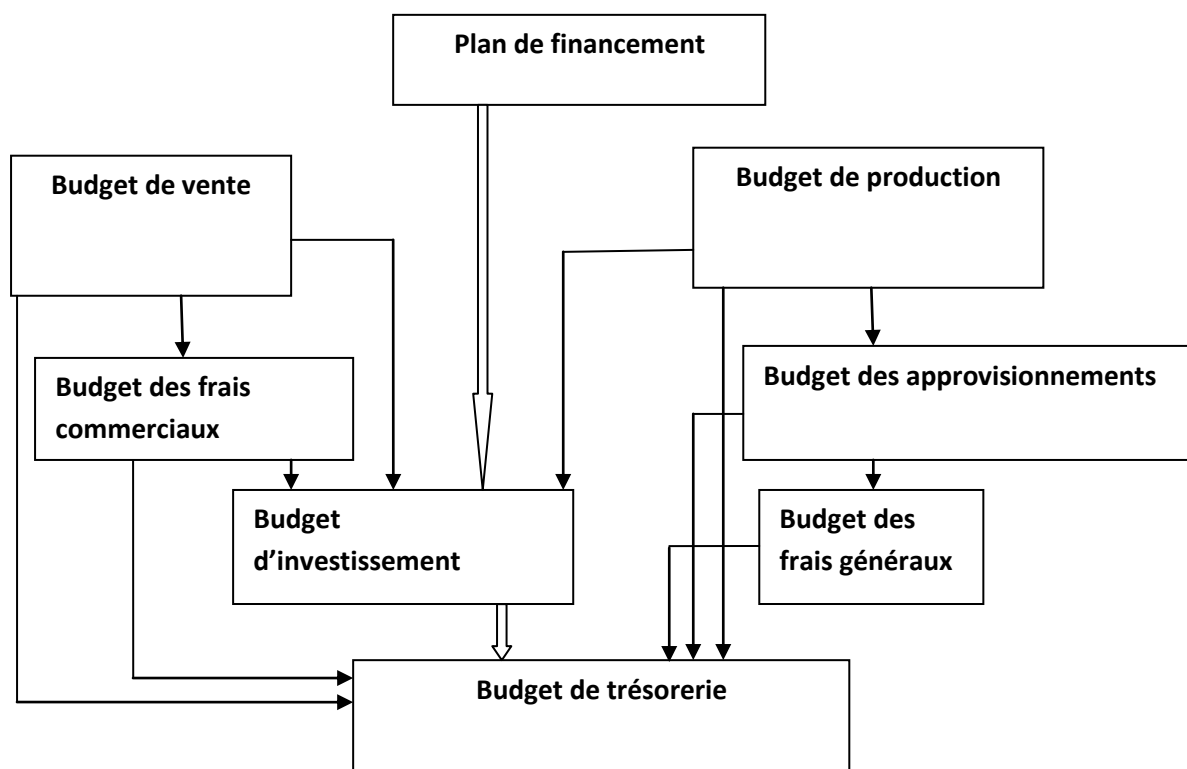 Plan de financement
Budget de vente
Budget de production
Budget des frais
commerciaux
Budget des approvisionnements
Budget
d’investissement
Budget des
frais généraux
Budget de trésorerie